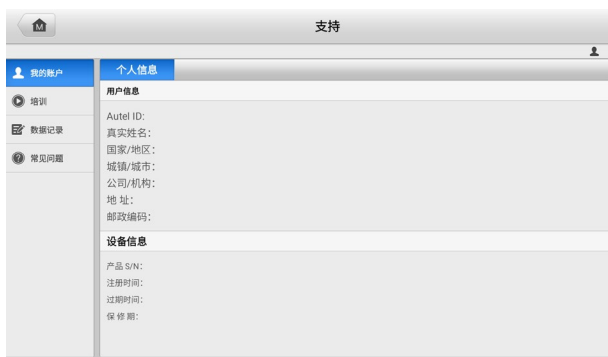 M
支持
我的账户
个人信息
培训
用户信息
数据记录
Autel ID:
常见问题
真实姓名：
国家/地区：
城镇/城市：
公司/机构：
地 址：
邮政编码：
设备信息
产品 S/N：
注册时间：
过期时间：
保 修 期：